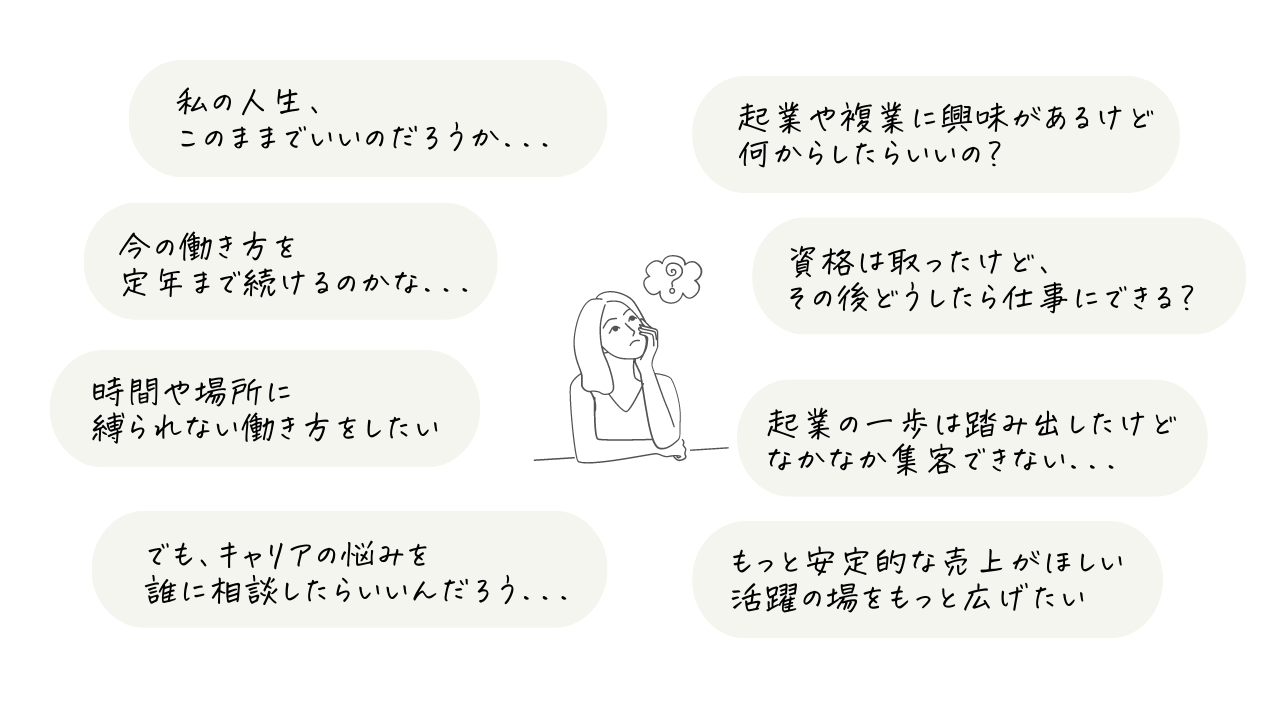 私の人生、
このままでいいのだろうか...
今の働き方を
定年まで続けるのかな...
時間や場所に
縛られない働き方をしたい
でも、キャリアの悩みを
誰に相談したらいいんだろう...
?
起業や複業に興味があるけど
何からしたらいいの?
資格は取ったけど、
その後どうしたら仕事にできる?
起業の一歩は踏み出したけど
なかなか集客できない...
もっと安定的な売上がほしい
活躍の場をもっと広げたい